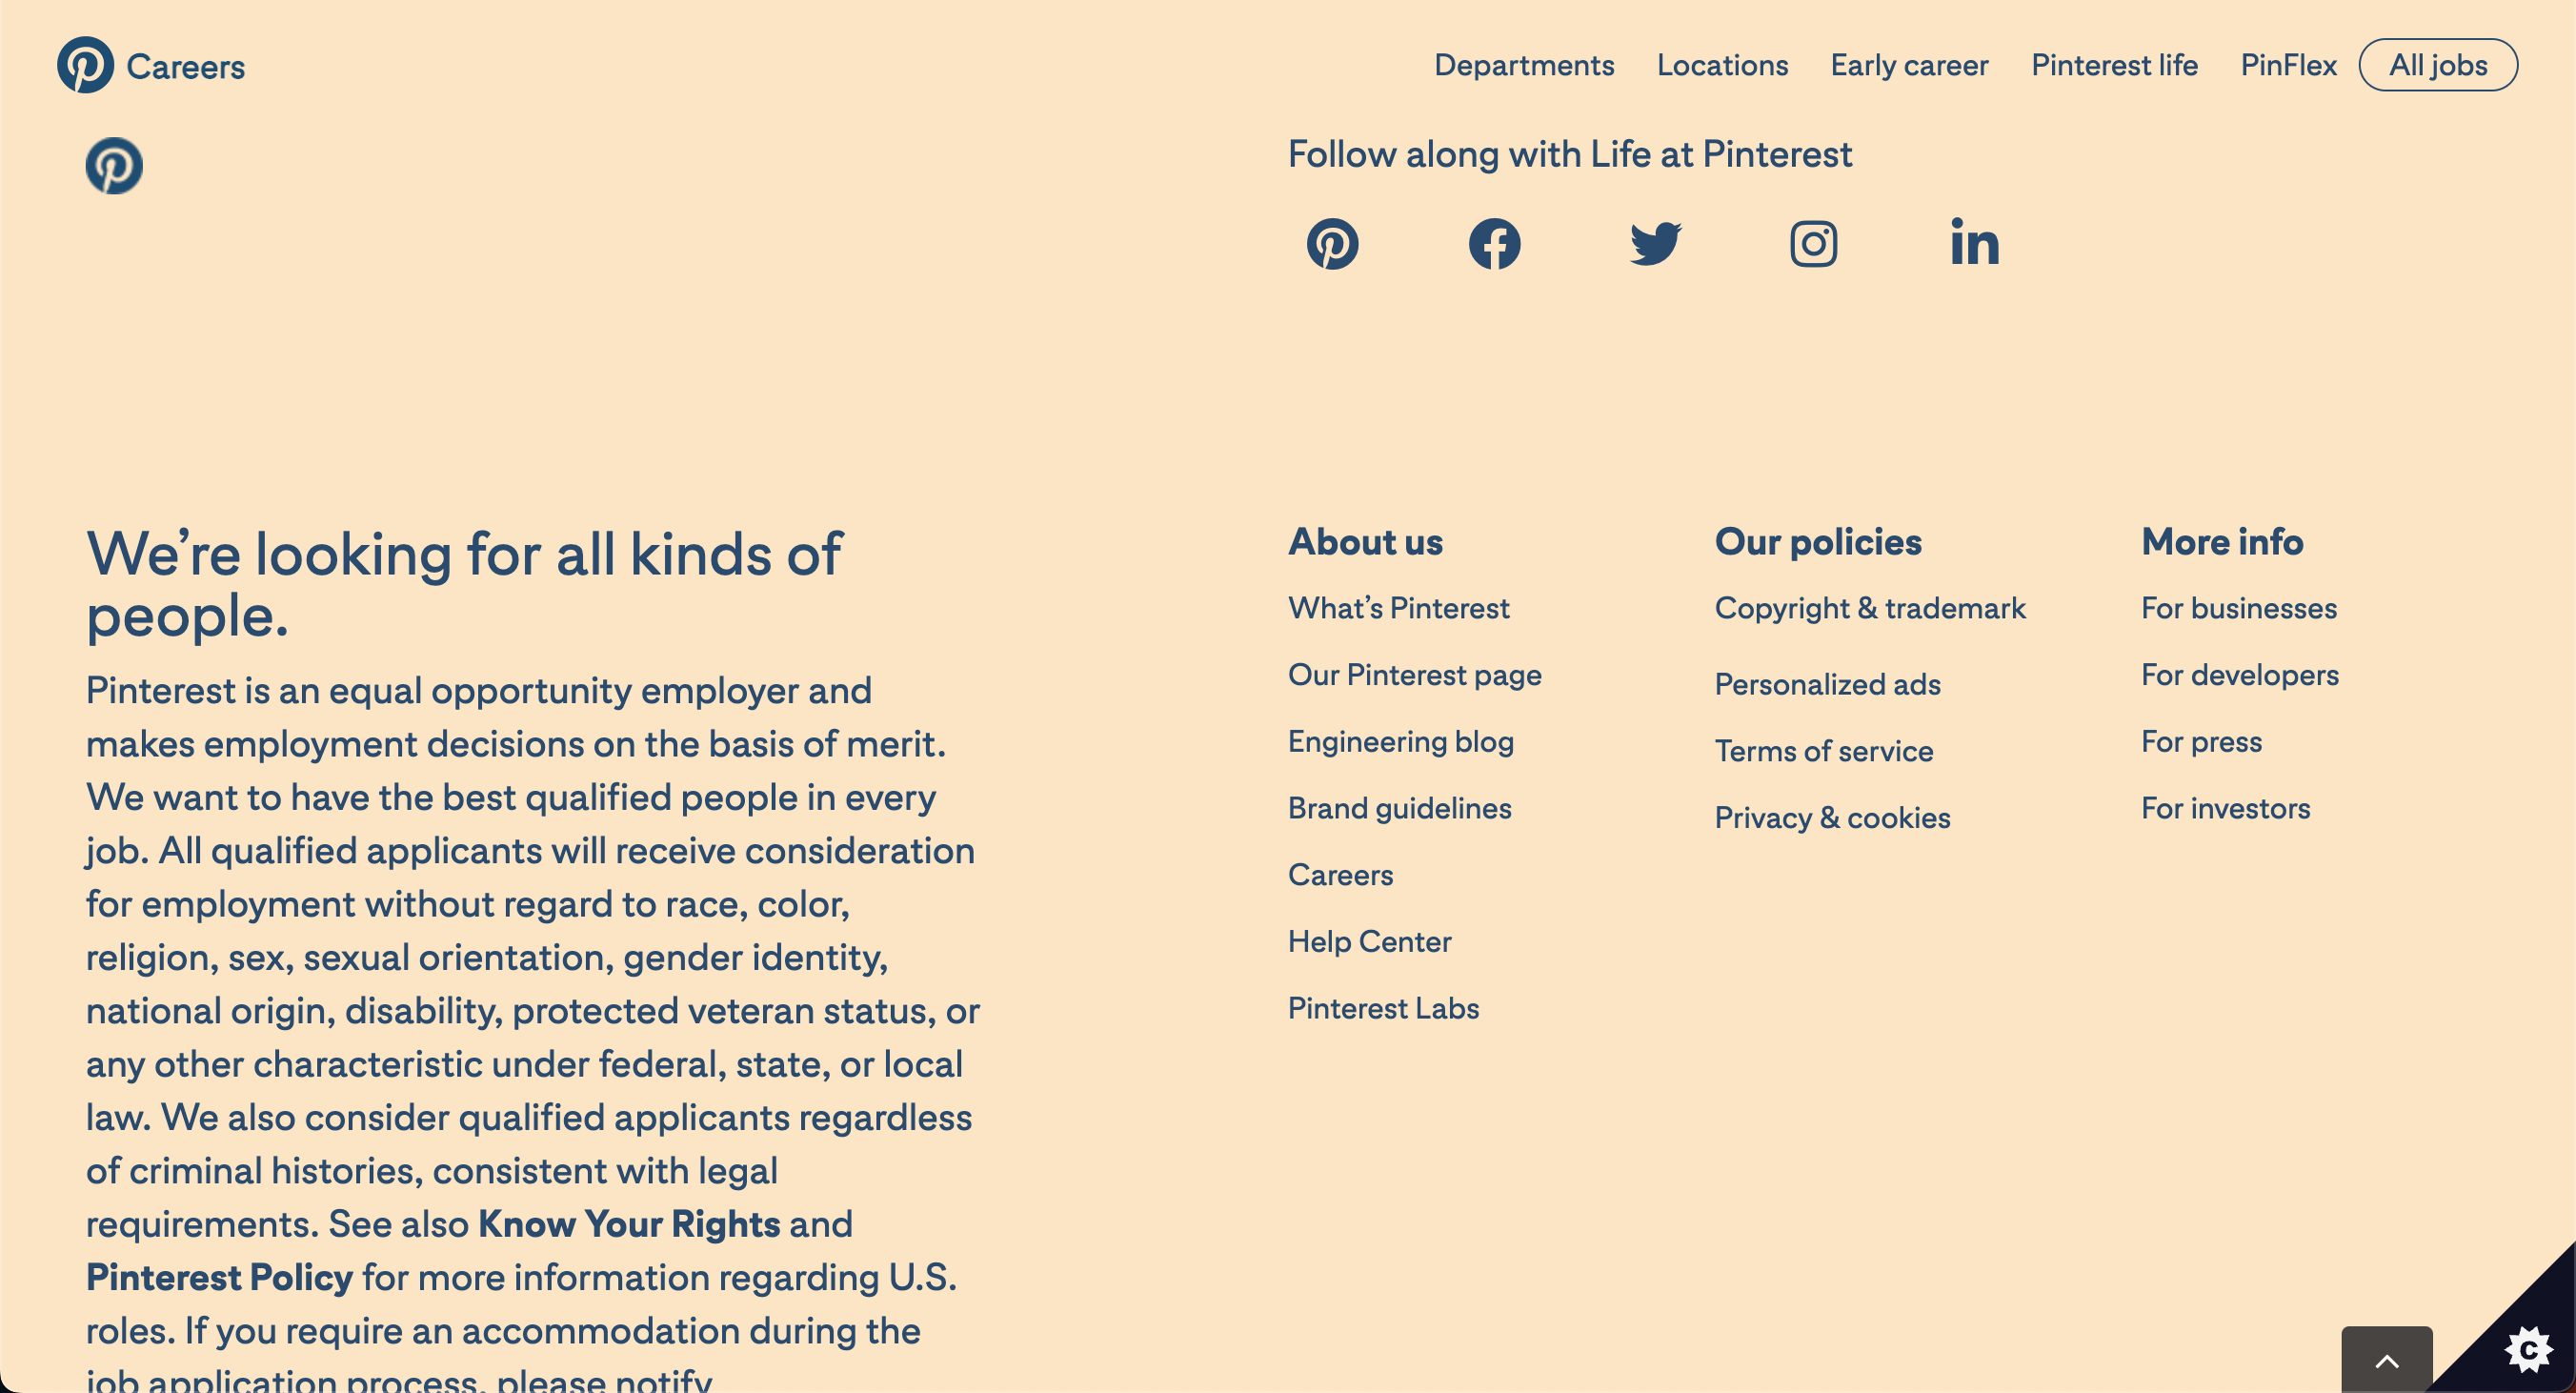 Careers
Departments
Locations
Early career
Pinterest life
PinFlex
All jobs
Follow along with Life at Pinterest
We’re looking for all kinds of
people.
Pinterest is an equal opportunity employer and
makes employment decisions on the basis of merit.
We want to have the best qualified people in every
job. All qualified applicants will receive consideration
for employment without regard to race, color,
religion, sex, sexual orientation, gender identity,
national origin, disability, protected veteran status, or
any other characteristic under federal, state, or local
law. We also consider qualified applicants regardless
of criminal histories, consistent with legal
requirements. See also Know Your Rights and
Pinterest Policy for more information regarding U.S.
roles. If you require an accommodation during the
job application process, please notify
About us
What’s Pinterest
Our Pinterest page
Engineering blog
Brand guidelines
Careers
Help Center
Pinterest Labs
Our policies
Copyright & trademark
Personalized ads
Terms of service
Privacy & cookies
More info
For businesses
For developers
For press
For investors